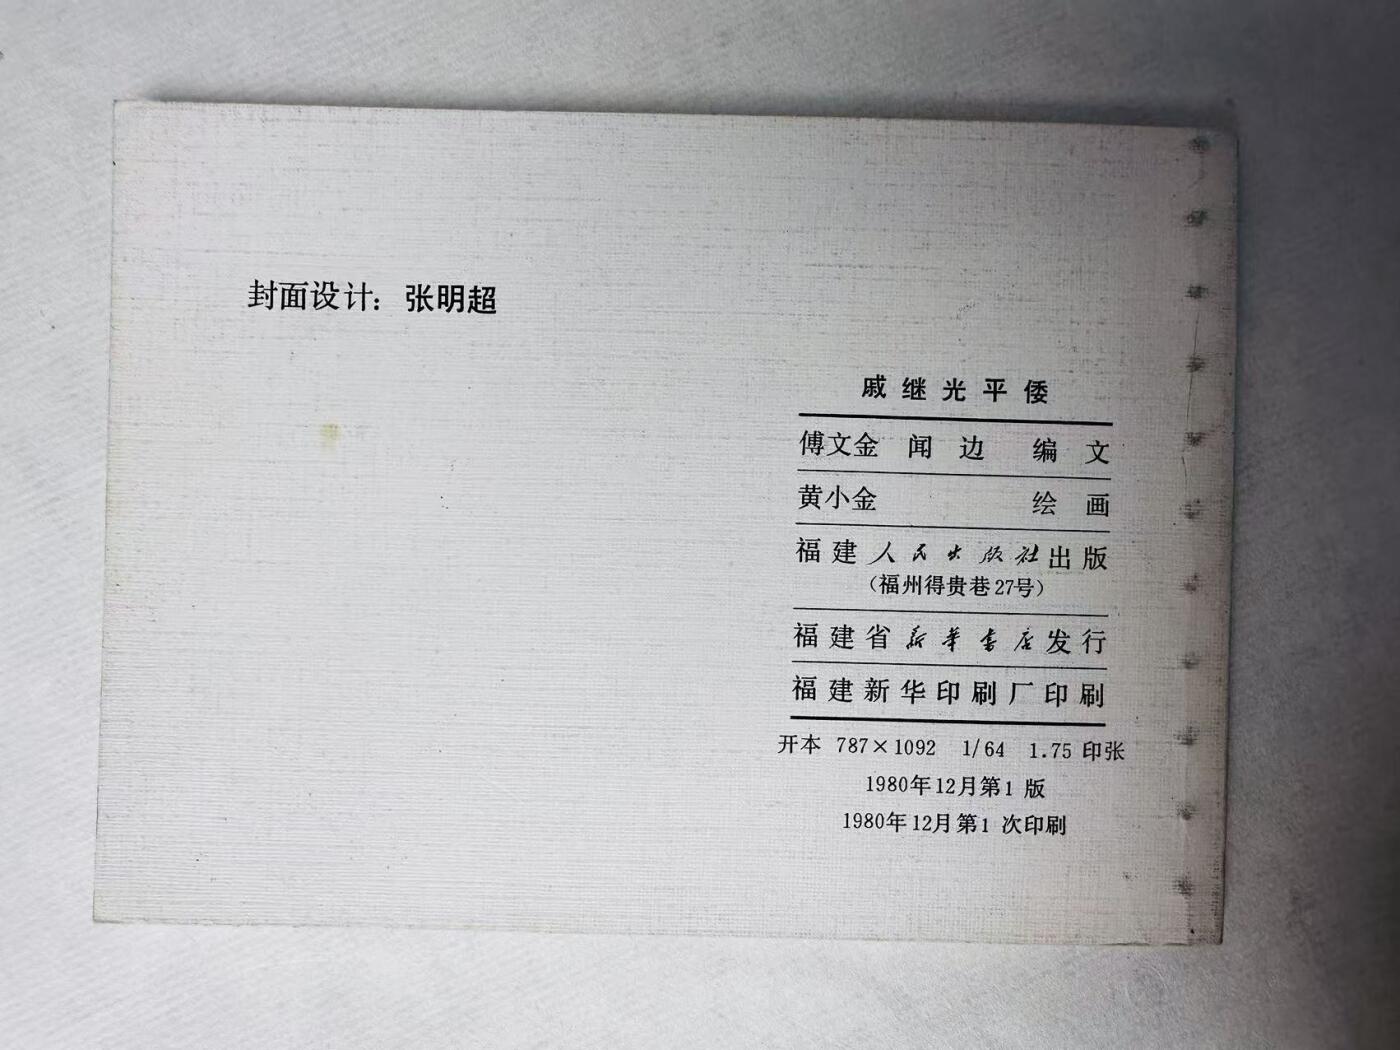 封面设计：张明超
戚继光平倭
傅文金 闻边 编文
黄小金 绘画
福建人民出版社出版
（福州得贵巷27号）
福建省新华书店发行
福建新华印刷厂印刷
开本 787×1092 1/64 1.75 印张
1980年12月第1版
1980年12月第1次印刷